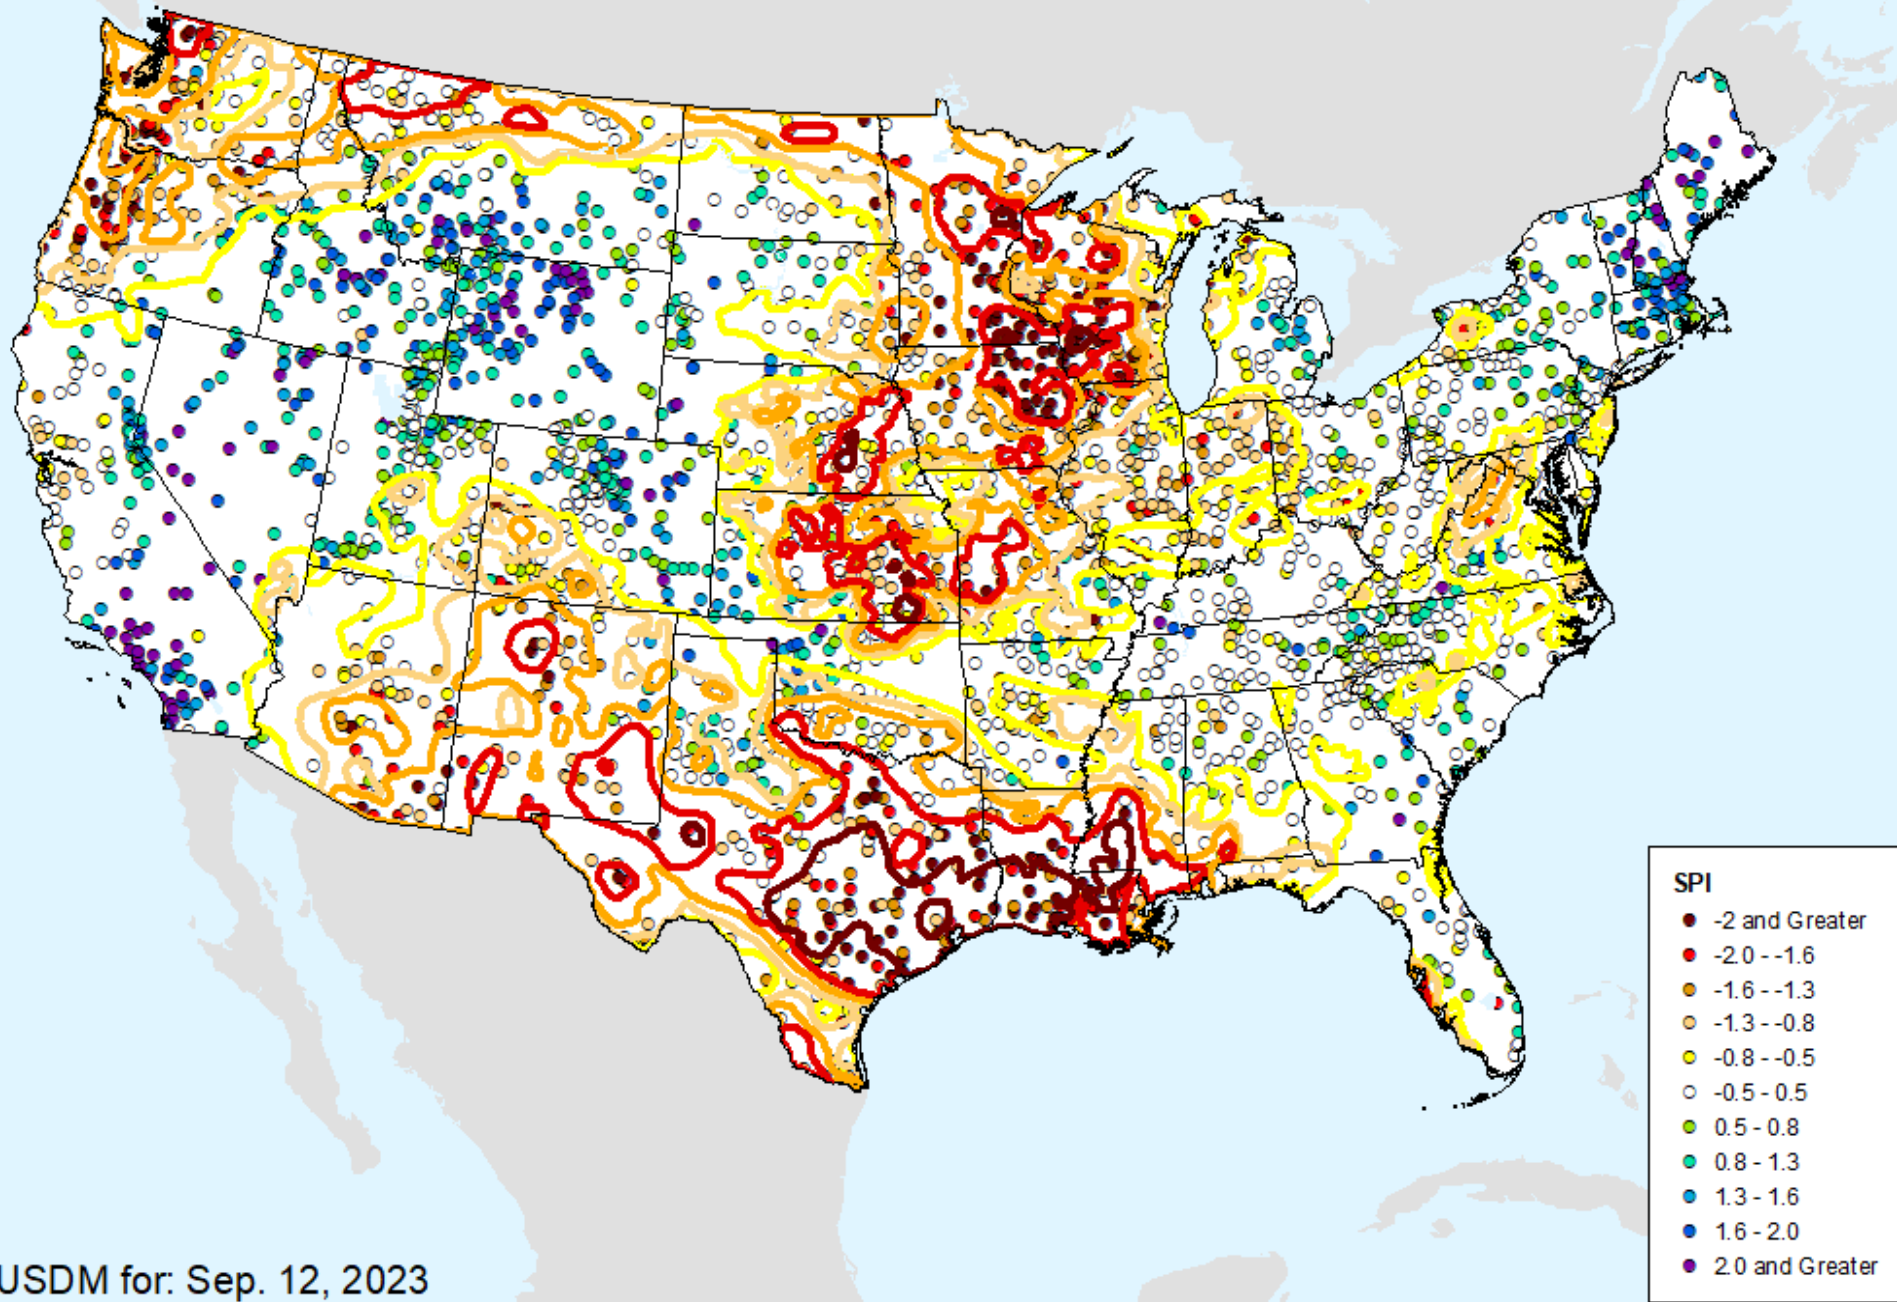 SPI
-2 and Greater
-2.0 - -1.6
-1.6 - -1.3
-1.3 - -0.8
-0.8 - -0.5
-0.5 - 0.5
0.5 - 0.8
0.8 - 1.3
1.3 - 1.6
1.6 - 2.0
2.0 and Greater
USDM for: Sep. 12, 2023